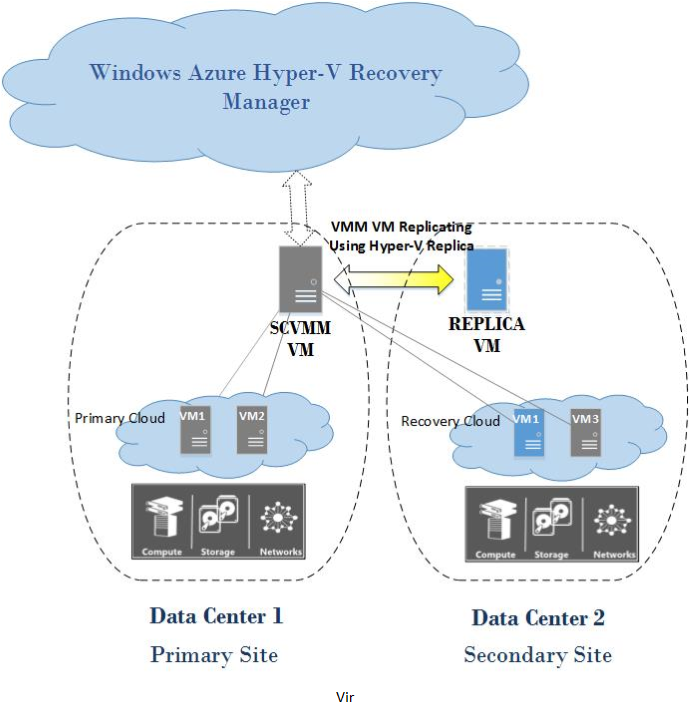 Windows Azure Hyper-V Recovery
Manager
VMM VM Replicating
Using Hyper-V Replica
SCVMM
VM
REPLICA
VM
Primary Cloud
VM1
VM2
Recovery Cloud
VM1
VM3
Compute
Storage
Networks
Compute
Storage
Networks
Data Center 1
Primary Site
Data Center 2
Secondary Site
Vir